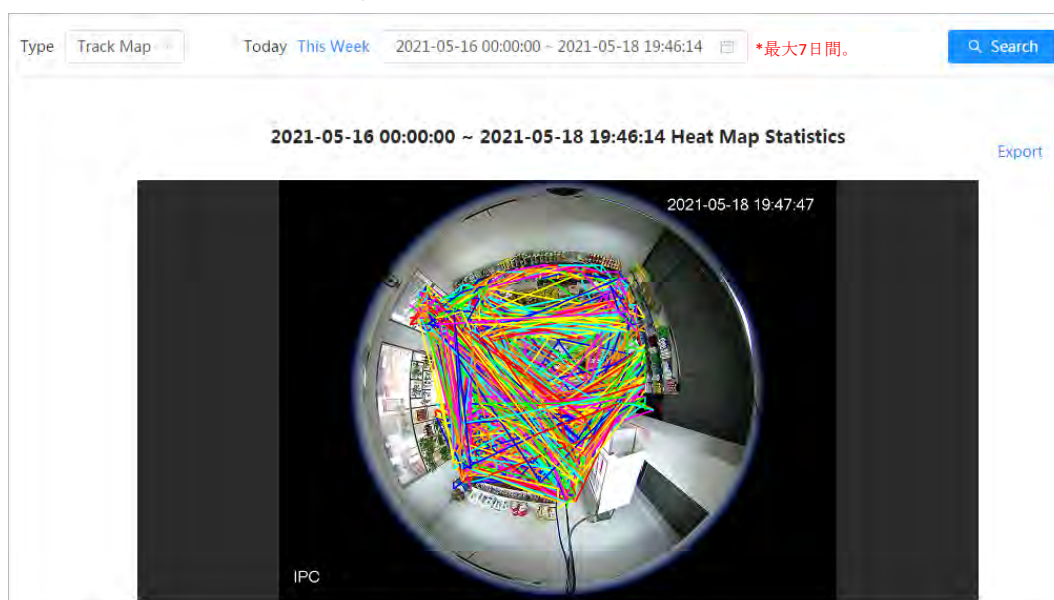 Type Track Map Today This Week 2021-05-16 00:00:00 ~ 2021-05-18 19:46:14 *最大7日間。 Search
2021-05-16 00:00:00 ~ 2021-05-18 19:46:14 Heat Map Statistics
Export
2021-05-18 19:47:47
IPC